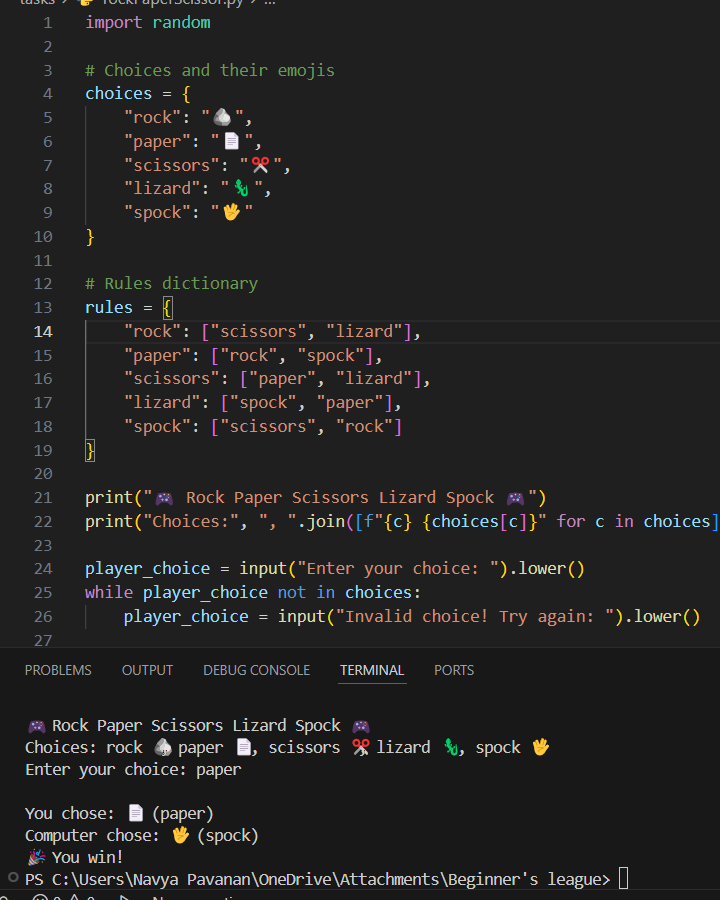 tasks > rockPaperScissor.py > ...
1 import random
2
3 # Choices and their emojis
4 choices = {
5 "rock": "🪨",
6 "paper": "📄",
7 "scissors": "✂️",
8 "lizard": "🦎",
9 "spock": "🖖"
10 }
11
12 # Rules dictionary
13 rules = {
14 "rock": ["scissors", "lizard"],
15 "paper": ["rock", "spock"],
16 "scissors": ["paper", "lizard"],
17 "lizard": ["spock", "paper"],
18 "spock": ["scissors", "rock"]
19 }
20
21 print("🎮 Rock Paper Scissors Lizard Spock 🎮")
22 print("Choices:", ", ".join([f"{c} {choices[c]}" for c in choices]
23
24 player_choice = input("Enter your choice: ").lower()
25 while player_choice not in choices:
26 player_choice = input("Invalid choice! Try again: ").lower()
27
PROBLEMS OUTPUT DEBUG CONSOLE TERMINAL PORTS
🎮 Rock Paper Scissors Lizard Spock 🎮
Choices: rock 🪨 paper 📄, scissors ✂️ lizard 🦎, spock 🖖
Enter your choice: paper
You chose: 📄 (paper)
Computer chose: 🖖 (spock)
🎉 You win!
PS C:\Users\Navya Pavanan\OneDrive\Attachments\Beginner's league>